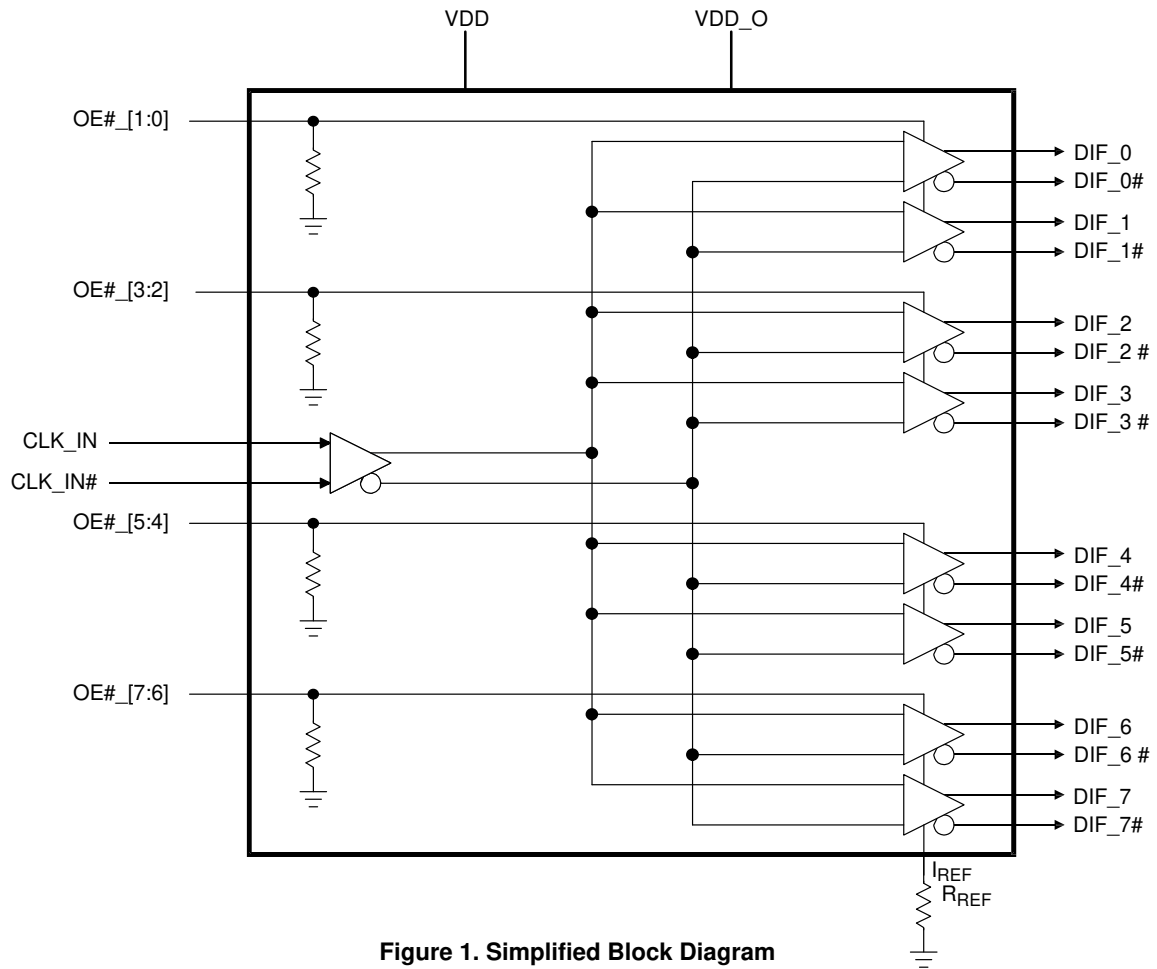 VDD
VDD_O
OE#_[1:0]
DIF_0
DIF_0#
DIF_1
DIF_1#
OE#_[3:2]
DIF_2
DIF_2 #
DIF_3
DIF_3 #
CLK_IN
CLK_IN#
OE#_[5:4]
DIF_4
DIF_4#
DIF_5
DIF_5#
OE#_[7:6]
DIF_6
DIF_6 #
DIF_7
DIF_7#
IREF
RREF
Figure 1. Simplified Block Diagram